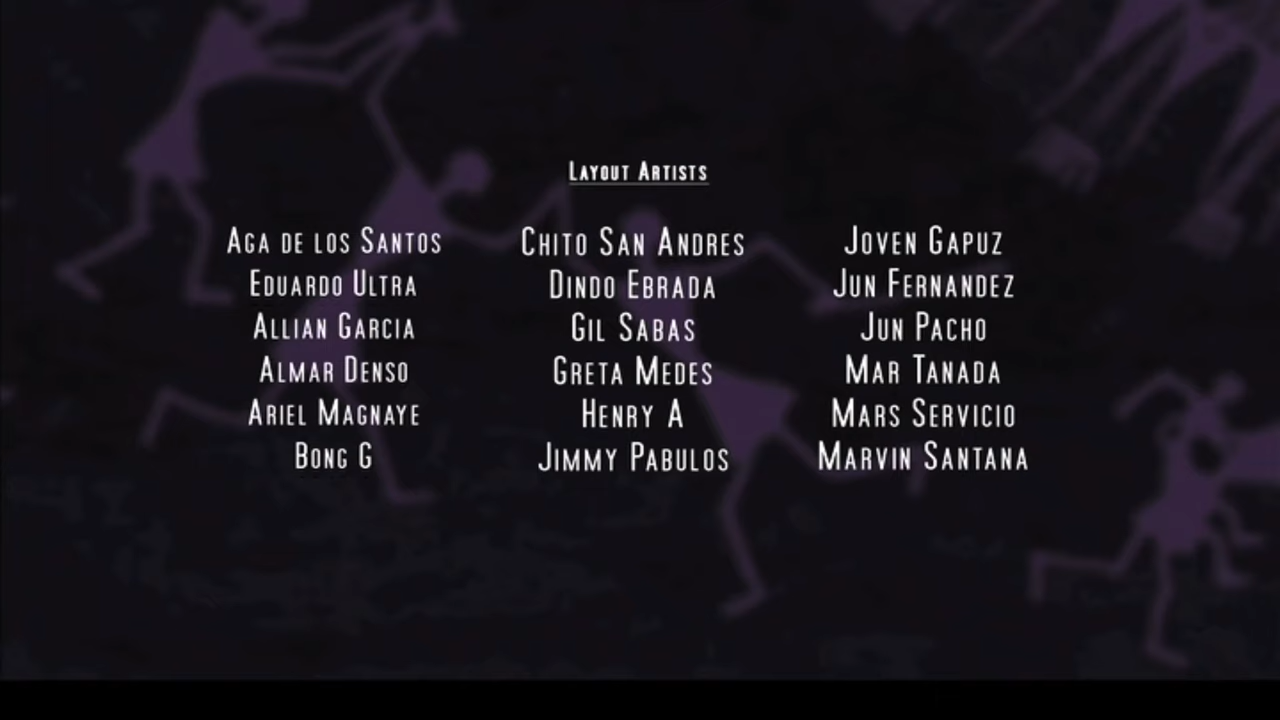 Layout Artists
Aga de los Santos
Eduardo Ultra
Allian Garcia
Almar Denso
Ariel Magnaye
Bong G
Chito San Andres
Dindo Ebrada
Gil Sabas
Greta Medes
Henry A
Jimmy Pabulos
Joven Gapuz
Jun Fernandez
Jun Pacho
Mar Tanada
Mars Servicio
Marvin Santana